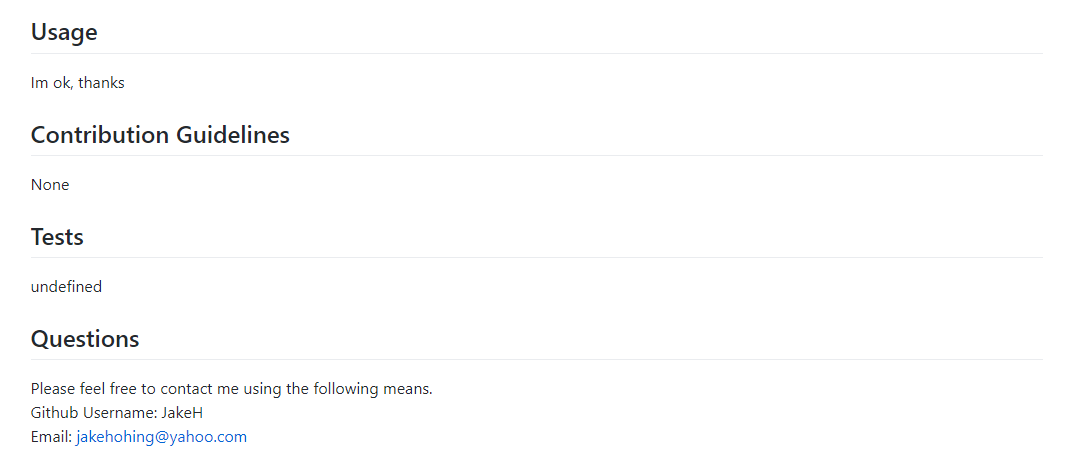 Usage
Im ok, thanks
Contribution Guidelines
None
Tests
undefined
Questions
Please feel free to contact me using the following means.
Github Username: JakeH
Email: jakehohing@yahoo.com